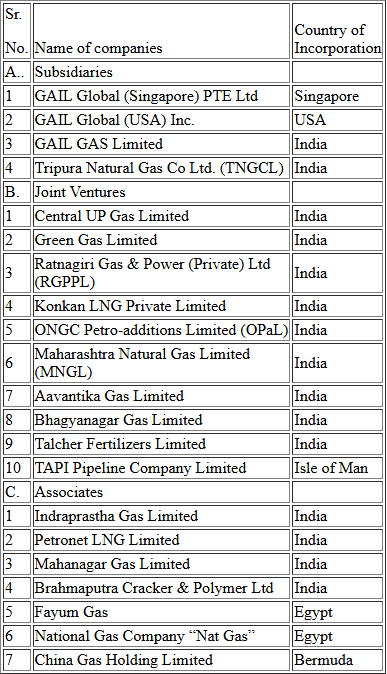 Sr.
No. Name of companies Country of
Incorporation
A.. Subsidiaries
1 GAIL Global (Singapore) PTE Ltd Singapore
2 GAIL Global (USA) Inc. USA
3 GAIL GAS Limited India
4 Tripura Natural Gas Co Ltd. (TNGCL) India
B. Joint Ventures
1 Central UP Gas Limited India
2 Green Gas Limited India
3 Ratnagiri Gas & Power (Private) Ltd
(RGPPL) India
4 Konkan LNG Private Limited India
5 ONGC Petro-additions Limited (OPaL) India
6 Maharashtra Natural Gas Limited
(MNGL) India
7 Aavantika Gas Limited India
8 Bhagyanagar Gas Limited India
9 Talcher Fertilizers Limited India
10 TAPI Pipeline Company Limited Isle of Man
C. Associates
1 Indraprastha Gas Limited India
2 Petronet LNG Limited India
3 Mahanagar Gas Limited India
4 Brahmaputra Cracker & Polymer Ltd India
5 Fayum Gas Egypt
6 National Gas Company “Nat Gas” Egypt
7 China Gas Holding Limited Bermuda